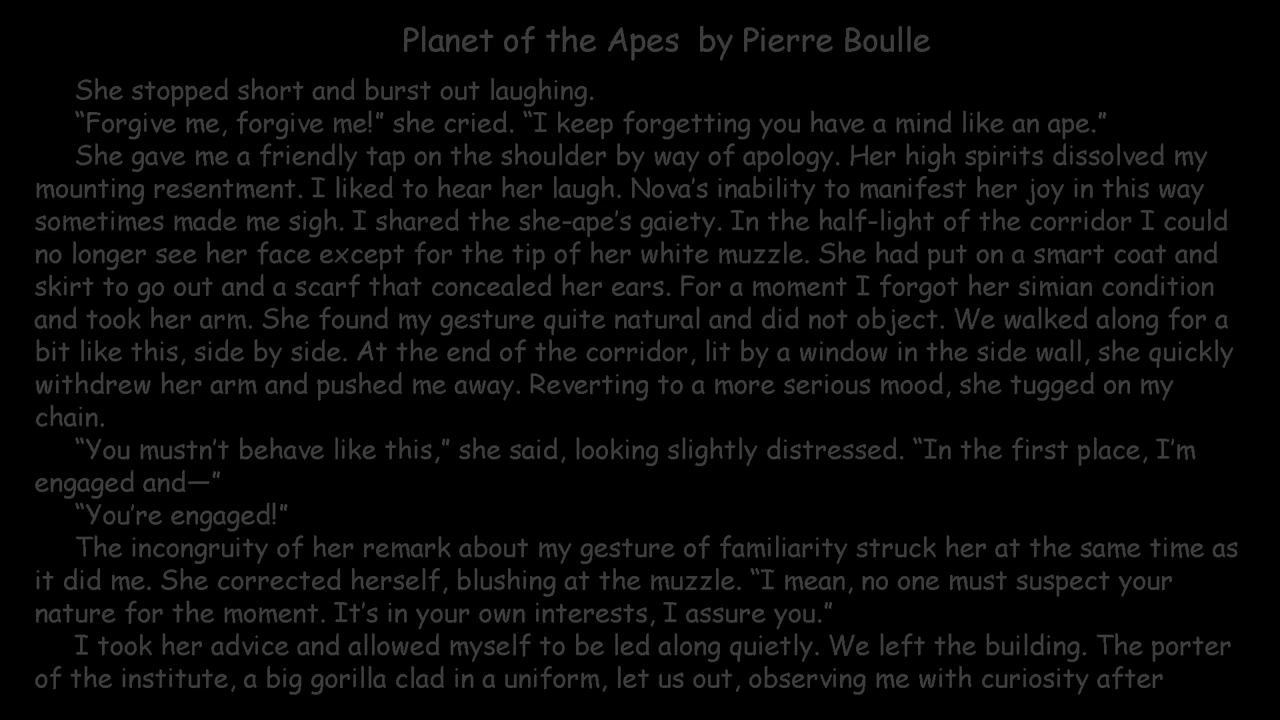 Planet of the Apes  by Pierre Boulle
She stopped short and burst out laughing.
“Forgive me, forgive me!” she cried. “I keep forgetting you have a mind like an ape.”
She gave me a friendly tap on the shoulder by way of apology. Her high spirits dissolved my
mounting resentment. I liked to hear her laugh. Nova’s inability to manifest her joy in this way
sometimes made me sigh. I shared the she-ape’s gaiety. In the half-light of the corridor I could
no longer see her face except for the tip of her white muzzle. She had put on a smart coat and
skirt to go out and a scarf that concealed her ears. For a moment I forgot her simian condition
and took her arm. She found my gesture quite natural and did not object. We walked along for a
bit like this, side by side. At the end of the corridor, lit by a window in the side wall, she quickly
withdrew her arm and pushed me away. Reverting to a more serious mood, she tugged on my
chain.
“You mustn’t behave like this,” she said, looking slightly distressed. “In the first place, I’m
engaged and—”
“You’re engaged!”
The incongruity of her remark about my gesture of familiarity struck her at the same time as
it did me. She corrected herself, blushing at the muzzle. “I mean, no one must suspect your
nature for the moment. It’s in your own interests, I assure you.”
I took her advice and allowed myself to be led along quietly. We left the building. The porter
of the institute, a big gorilla clad in a uniform, let us out, observing me with curiosity after